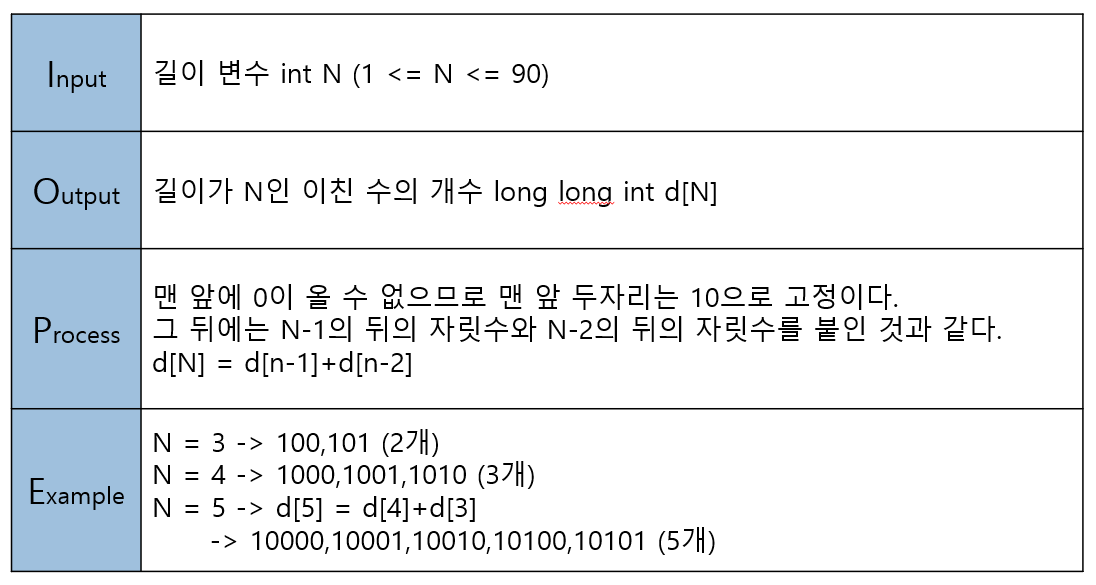 Input
길이 변수 int N (1 <= N <= 90)
Output
길이가 N인 이친 수의 개수 long long int d[N]
Process
맨 앞에 0이 올 수 없으므로 맨 앞 두자리는 10으로 고정이다.
그 뒤에는 N-1의 뒤의 자릿수와 N-2의 뒤의 자릿수를 붙인 것과 같다.
d[N] = d[n-1]+d[n-2]
Example
N = 3 -> 100,101 (2개)
N = 4 -> 1000,1001,1010 (3개)
N = 5 -> d[5] = d[4]+d[3]
-> 10000,10001,10010,10100,10101 (5개)